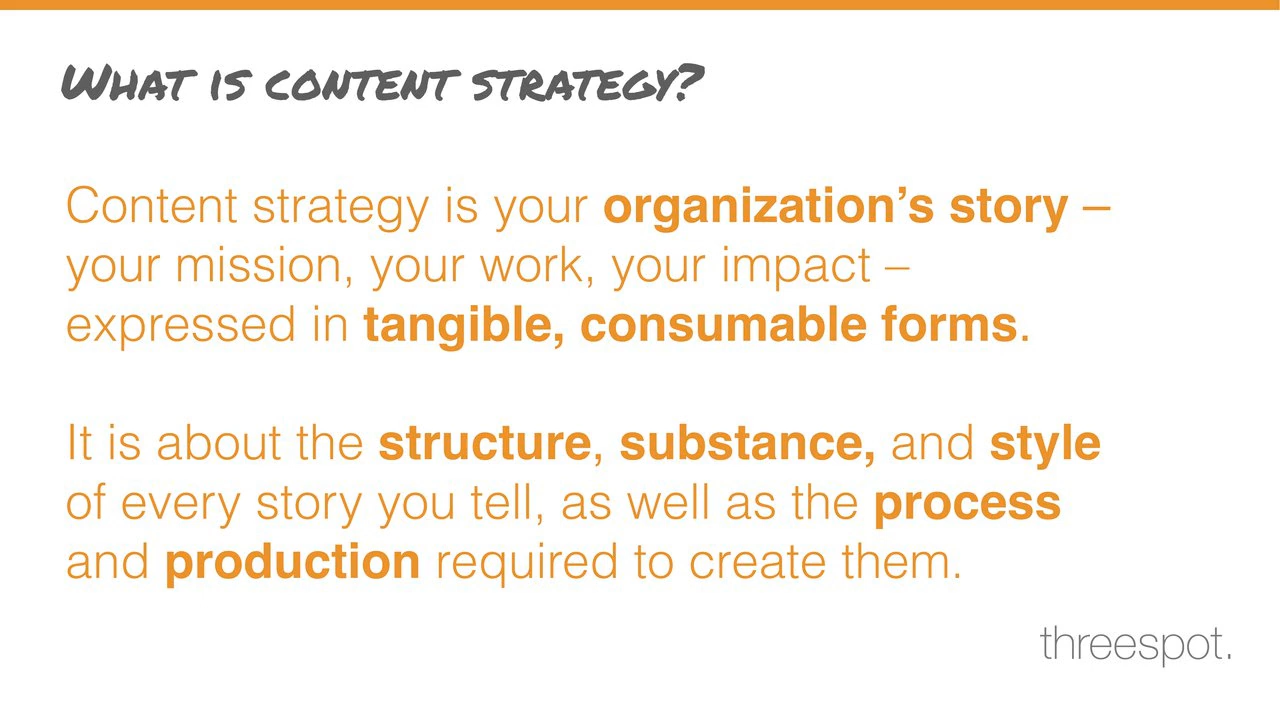 What is content strategy?
Content strategy is your organization’s story –
your mission, your work, your impact –
expressed in tangible, consumable forms.
It is about the structure, substance, and style
of every story you tell, as well as the process
and production required to create them.
threespot.